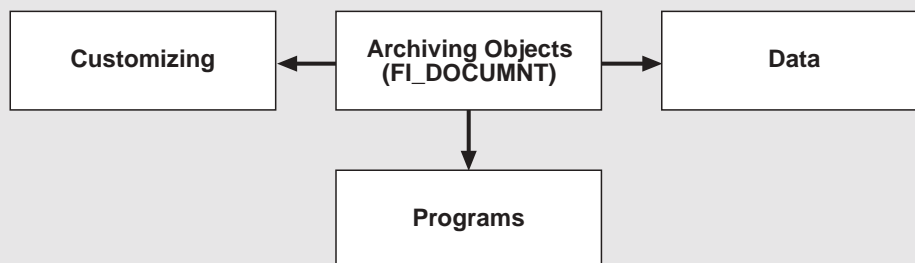 Customizing
Archiving Objects
(FI_DOCUMNT)
Data
Programs